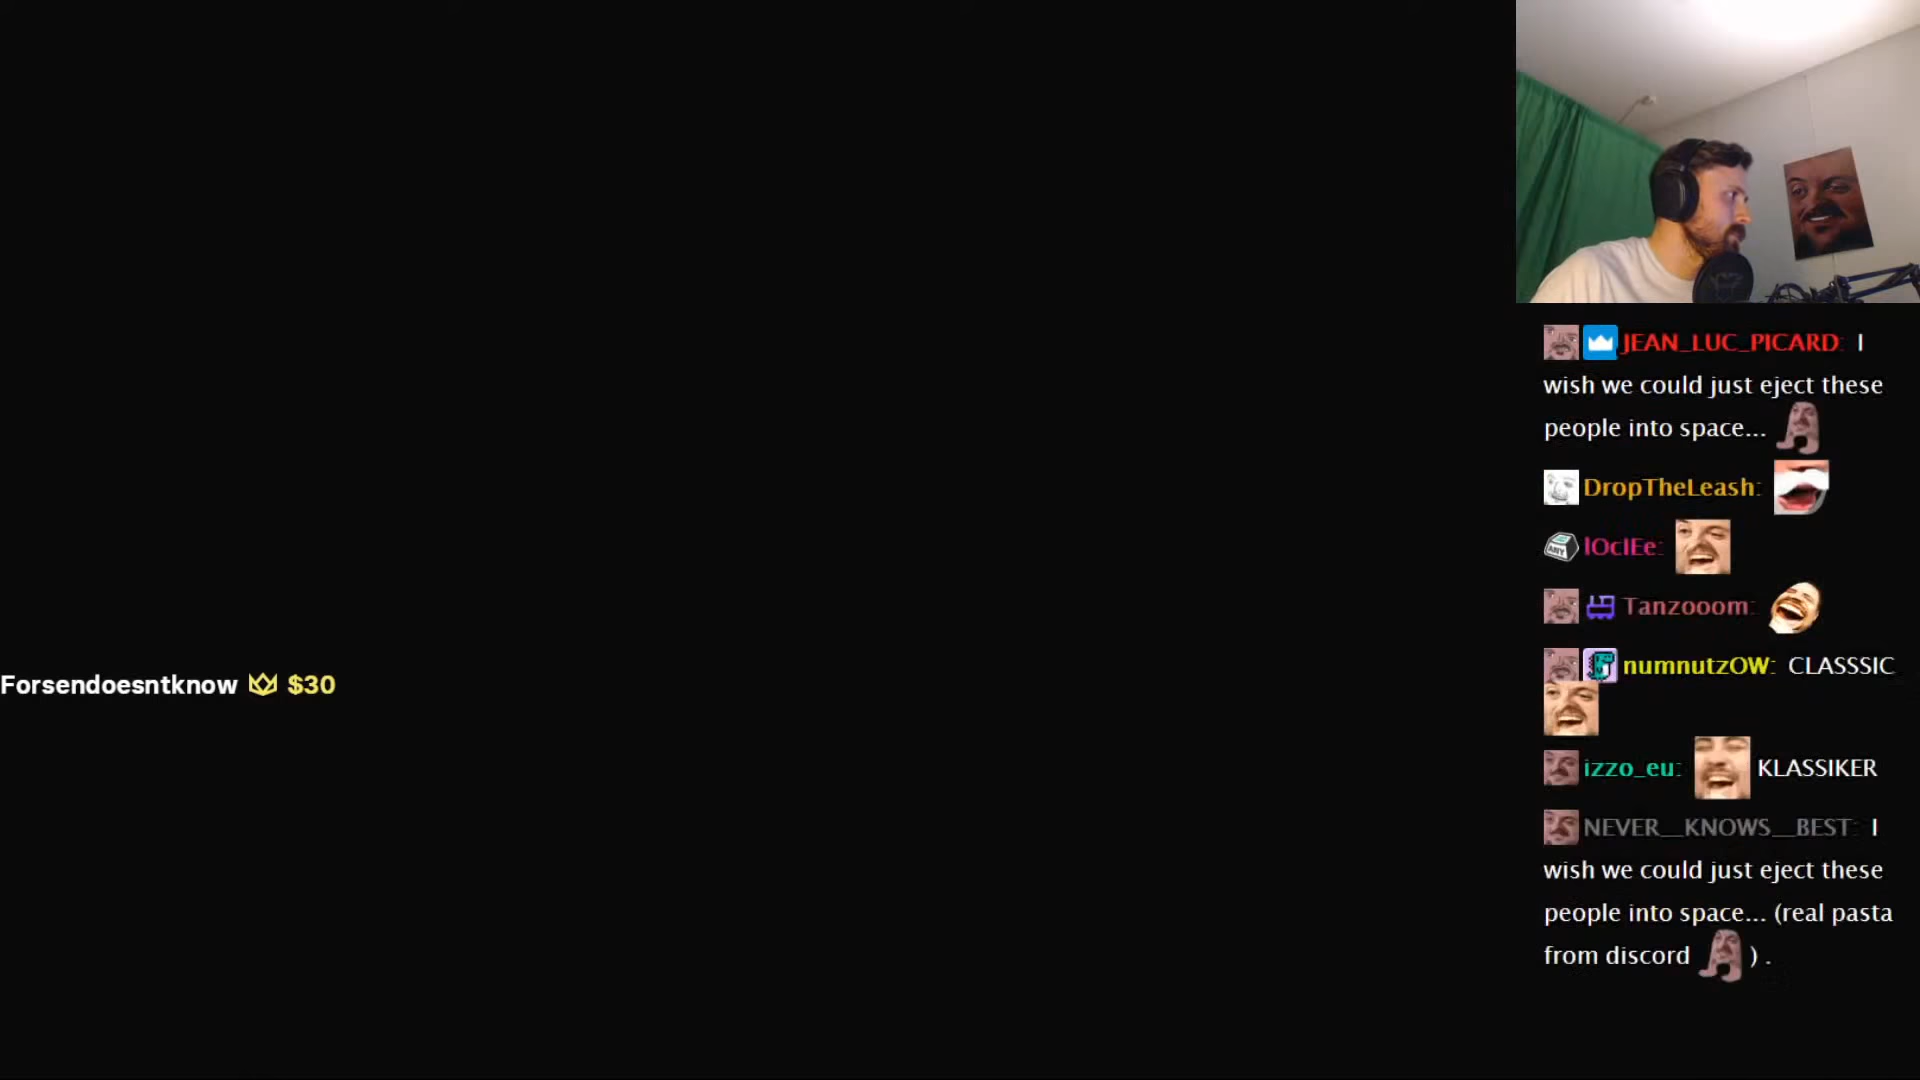 JEAN_LUC_PICARD: I
wish we could just eject these
people into space...
DropTheLeash:
lOclEe:
Tanzooom:
numnutzOW: CLASSSIC
Forsendoesntknow $30
izzo_eu: KLASSIKER
NEVER__KNOWS__BEST: I
wish we could just eject these
people into space... (real pasta
from discord ) .